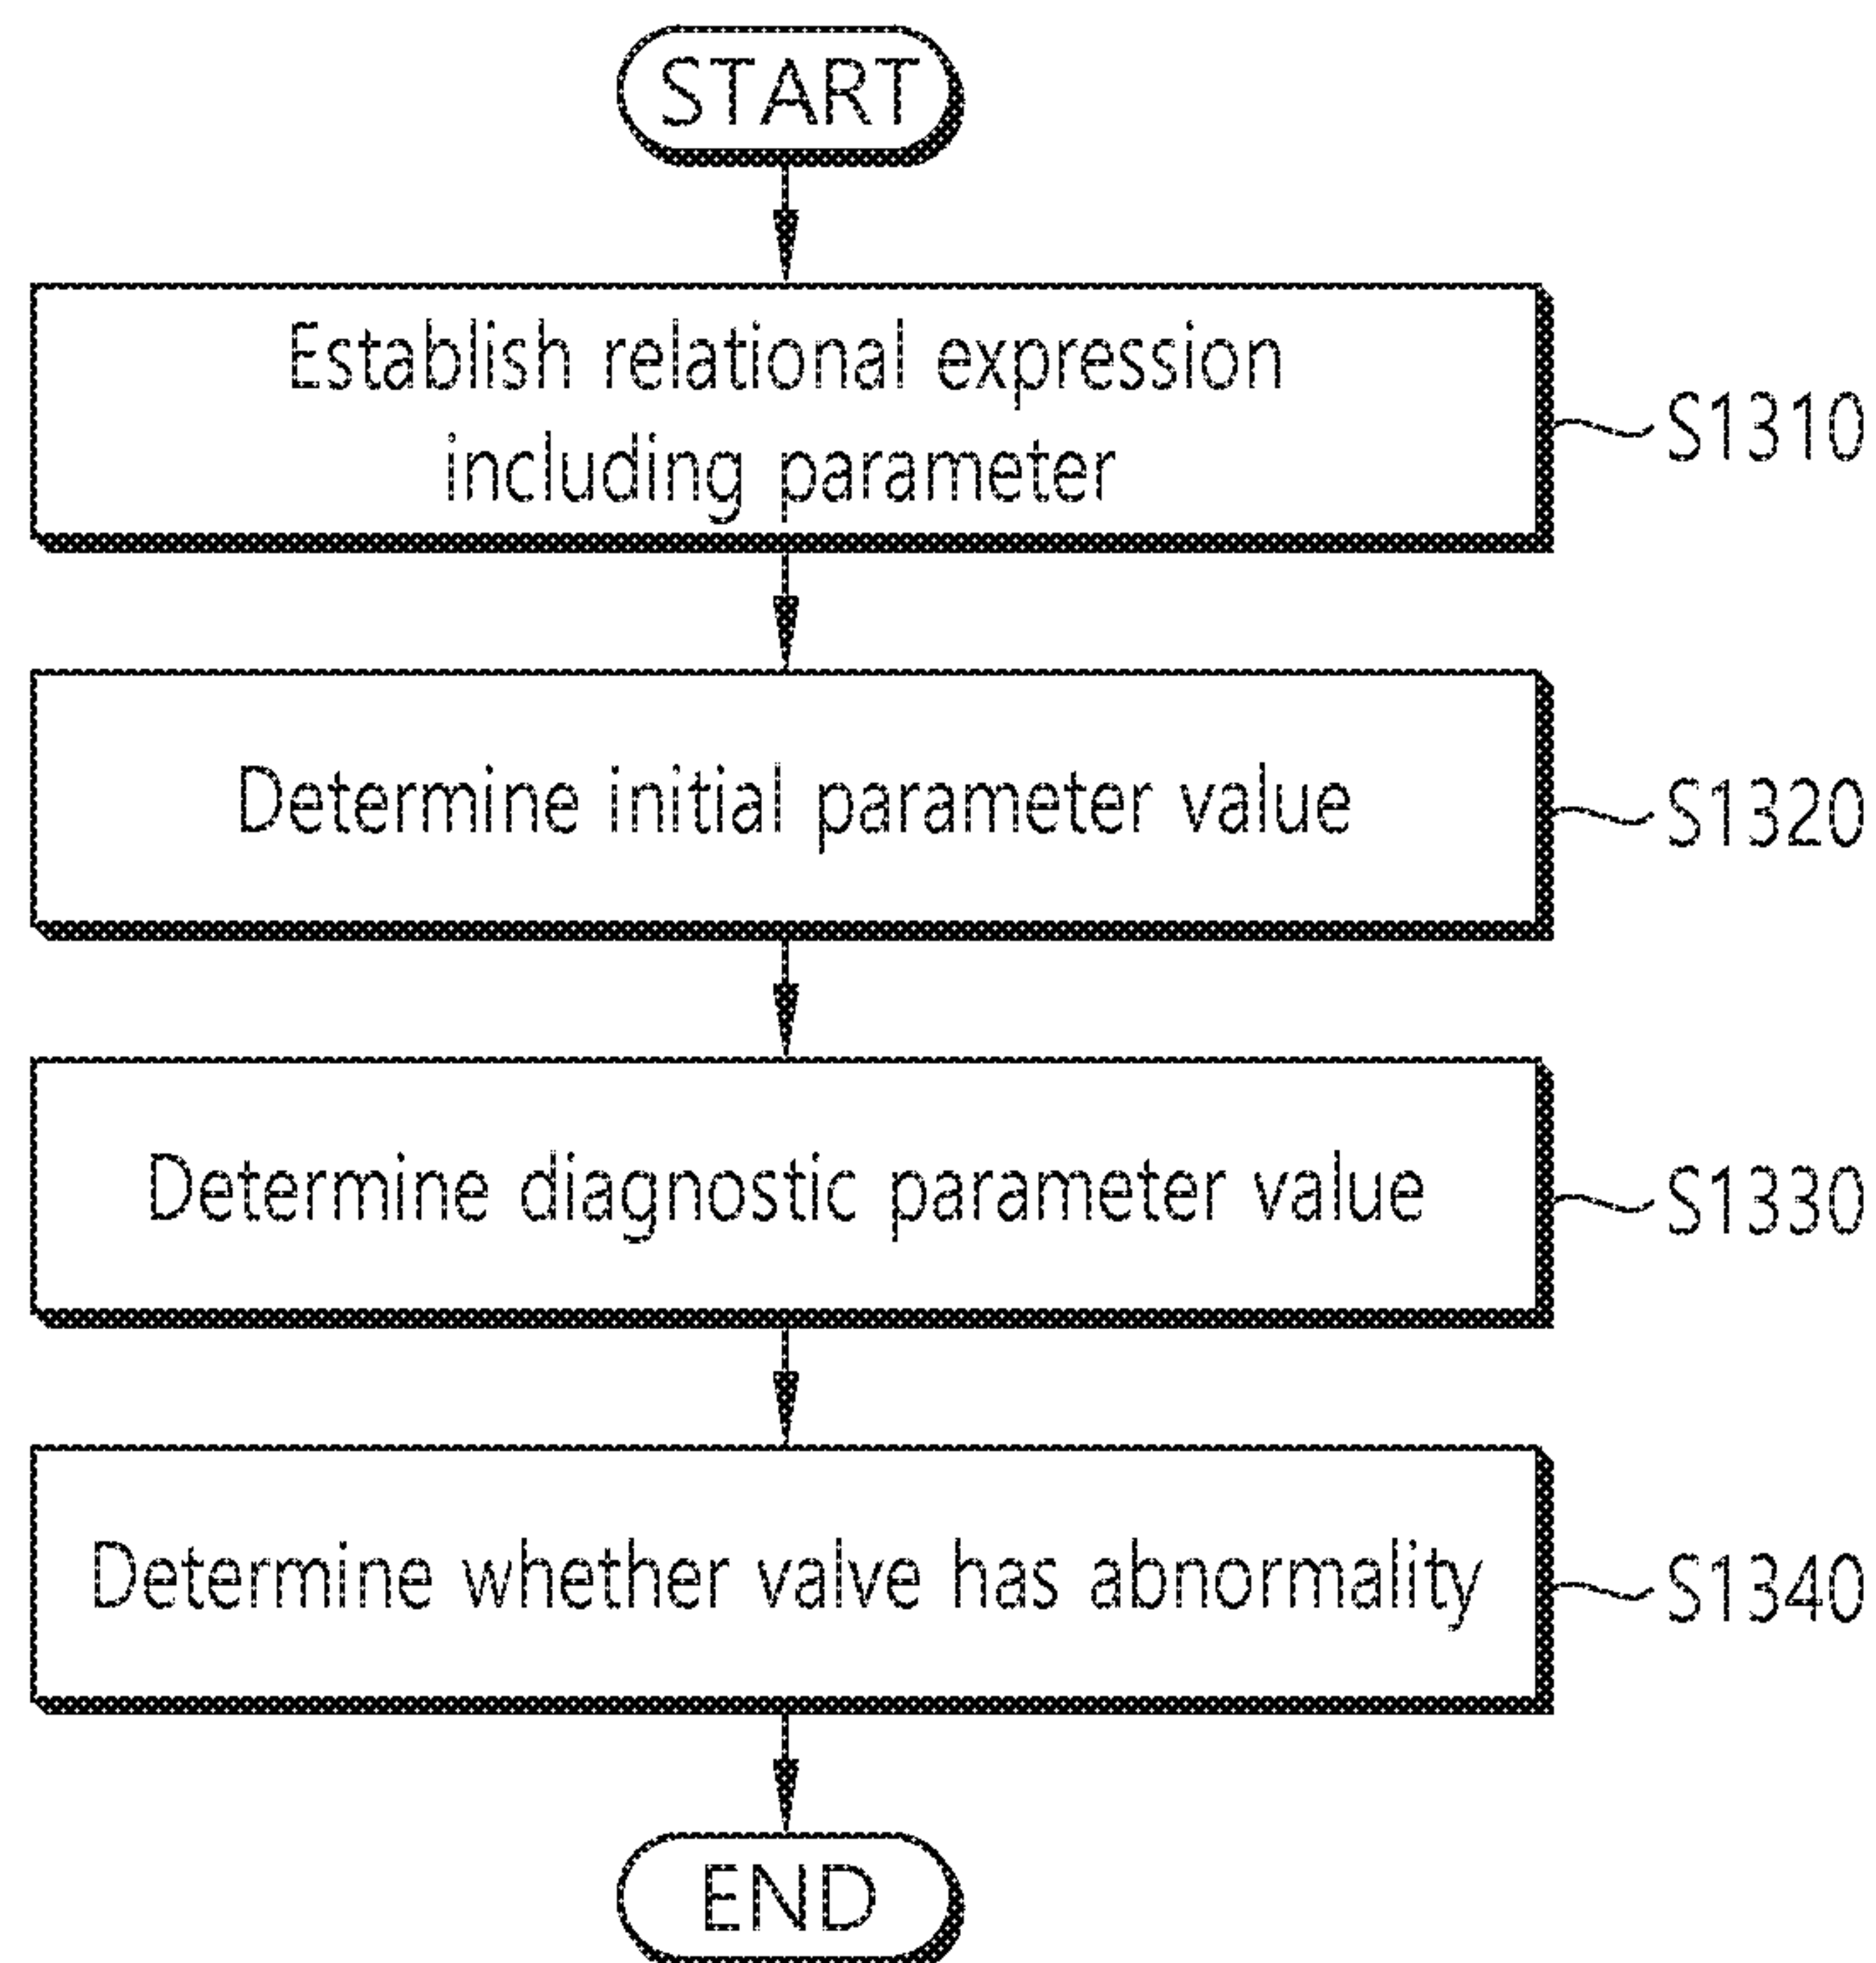 START
Establish relational expression
including parameter
S1310
Determine initial parameter value
S1320
Determine diagnostic parameter value
S1330
Determine whether valve has abnormality
S1340
END